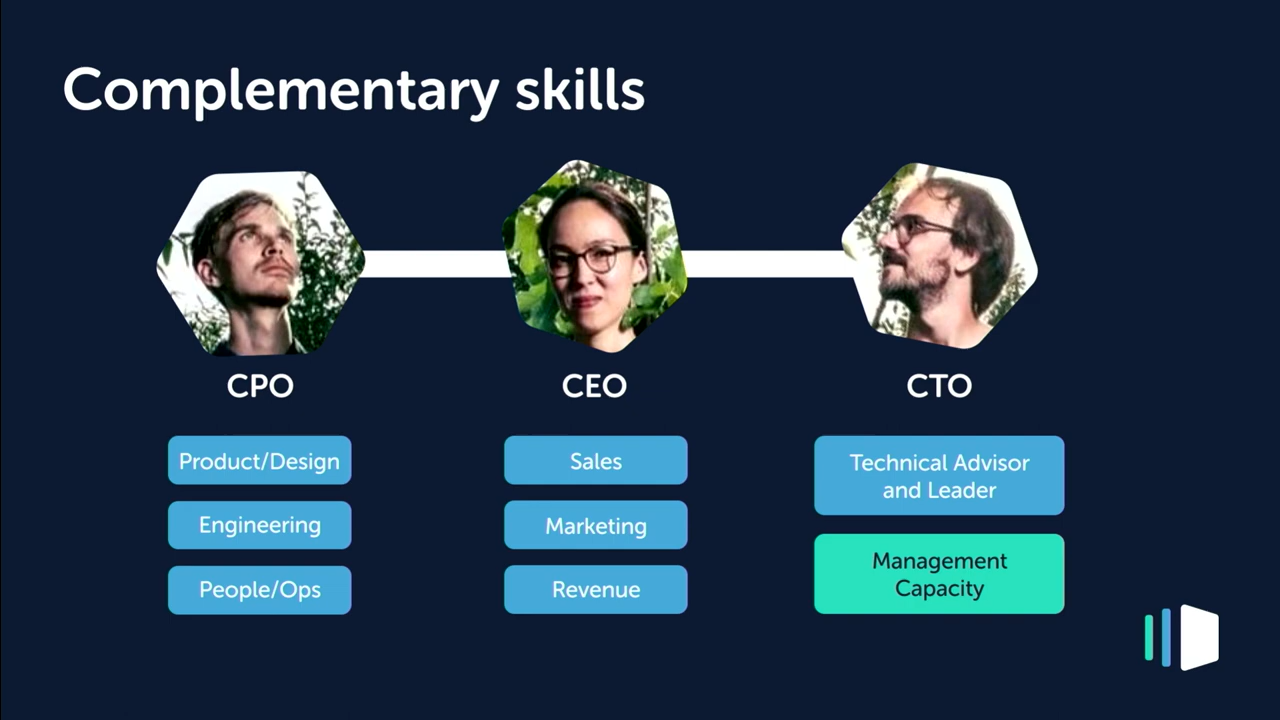 Complementary skills
CPO
CEO
CTO
Product/Design
Engineering
People/Ops
Sales
Marketing
Revenue
Technical Advisor
and Leader
Management
Capacity